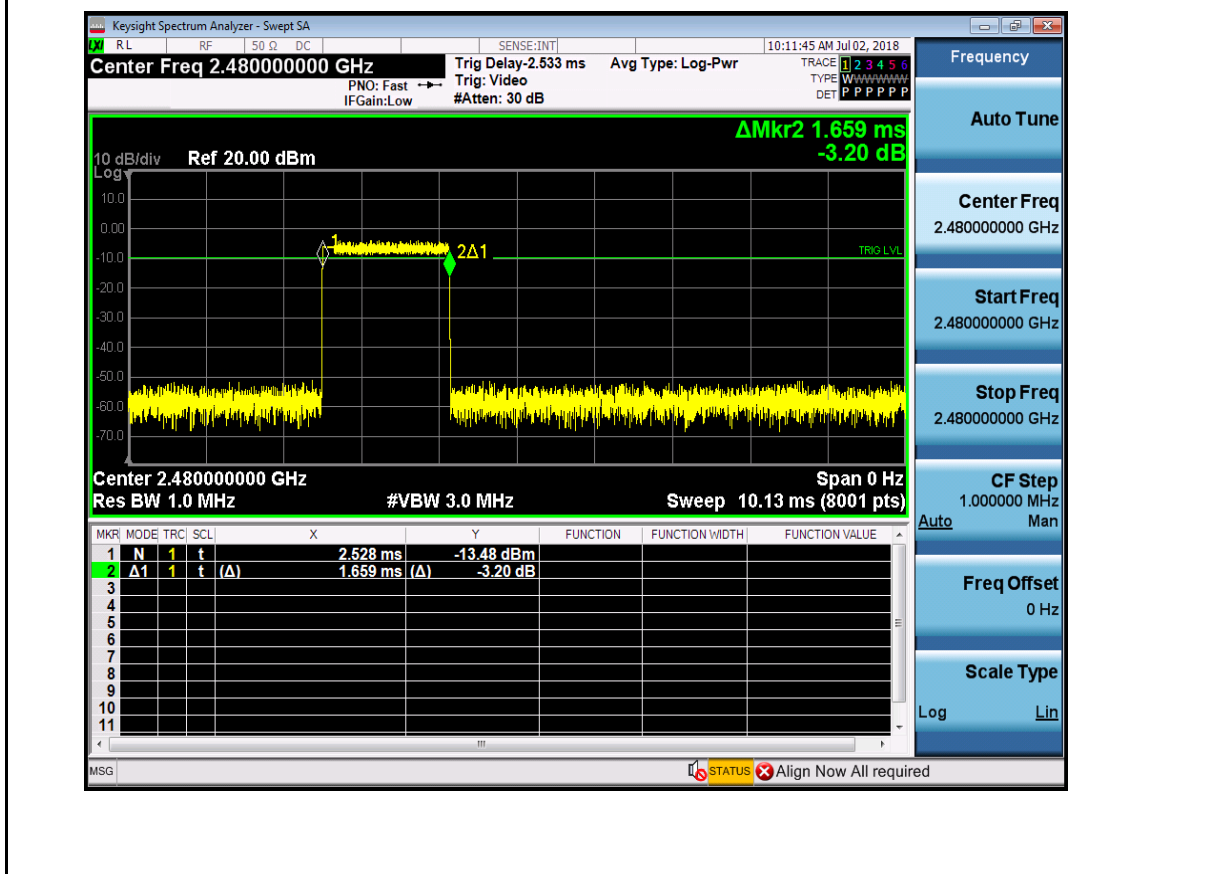 Keysight Spectrum Analyzer - Swept SA
LXI RL RF 50 Ω DC SENSE:INT 10:11:45 AM Jul 02, 2018
Center Freq 2.480000000 GHz
PNO: Fast
IFGain:Low
Trig Delay-2.533 ms
Trig: Video
#Atten: 30 dB
Avg Type: Log-Pwr
TRACE 1 2 3 4 5 6
TYPE WWWWWW
DET P P P P P P
ΔMkr2 1.659 ms
-3.20 dB
10 dB/div Ref 20.00 dBm
Log
10.0
0.00
-10.0
-20.0
-30.0
-40.0
-50.0
-60.0
-70.0
1
2Δ1
TRIG LVL
Center 2.480000000 GHz Span 0 Hz
Res BW 1.0 MHz #VBW 3.0 MHz Sweep 10.13 ms (8001 pts)
MKR MODE TRC SCL X Y FUNCTION FUNCTION WIDTH FUNCTION VALUE
1 N 1 t 2.528 ms -13.48 dBm
2 Δ1 1 t (Δ) 1.659 ms (Δ) -3.20 dB
3
4
5
6
7
8
9
10
11
MSG STATUS Align Now All required
Frequency
Auto Tune
Center Freq
2.480000000 GHz
Start Freq
2.480000000 GHz
Stop Freq
2.480000000 GHz
CF Step
1.000000 MHz
Auto Man
Freq Offset
0 Hz
Scale Type
Log Lin